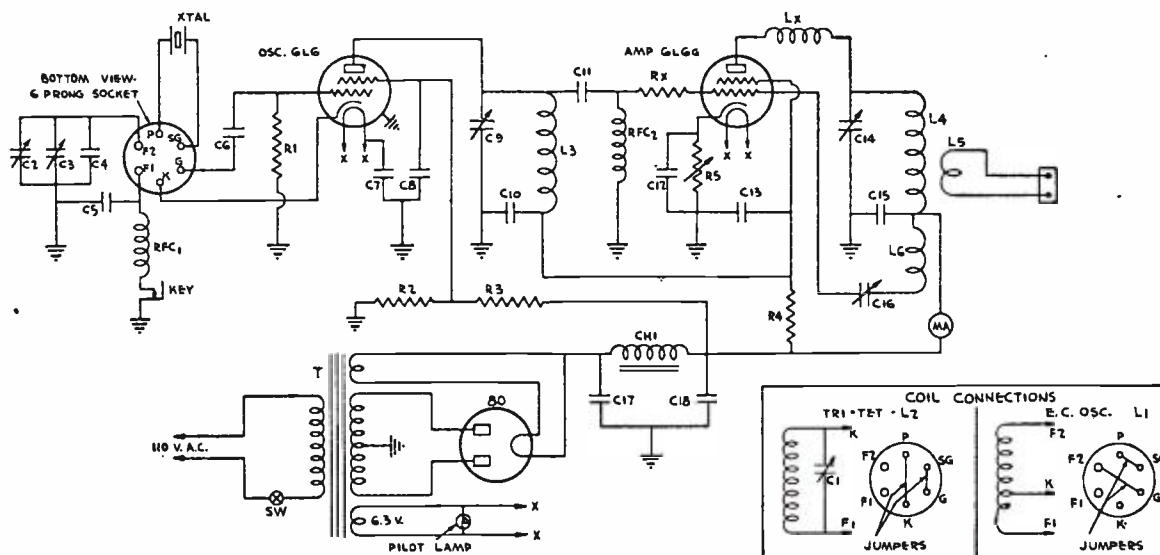 XTAL
BOTTOM VIEW-
6 PRONG SOCKET
P
SG
F2
G
F1
K
C2
C3
C4
C5
RFC1
KEY
C6
R1
OSC. 6L6
X X
C7
C8
C9
C10
L3
C11
RFC2
RX
AMP 6L6G
X X
C12
R5
C13
LX
C14
L4
C15
L5
L6
C16
MA
R4
R2
R3
CH1
C17
C18
T
80
110 V. A.C.
SW
6.3 V.
X
X
PILOT LAMP
COIL CONNECTIONS
TRI-TET - L2
K
C1
F1
P
F2
SG
F1
G
K
JUMPERS
E.C. OSC. L1
F2
K
F1
P
F2
F1
G
K
JUMPERS